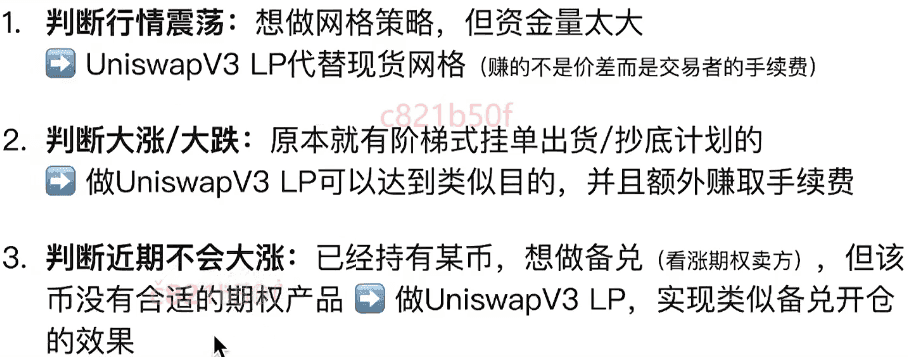 1. 判断行情震荡：想做网格策略，但资金量太大
➡️ UniswapV3 LP代替现货网格（赚的不是价差而是交易者的手续费）
c821b50f
2. 判断大涨/大跌：原本就有阶梯式挂单出货/抄底计划的
➡️ 做UniswapV3 LP可以达到类似目的，并且额外赚取手续费
3. 判断近期不会大涨：已经持有某币，想做备兑（看涨期权卖方），但该
币没有合适的期权产品 ➡️ 做UniswapV3 LP，实现类似备兑开仓
的效果